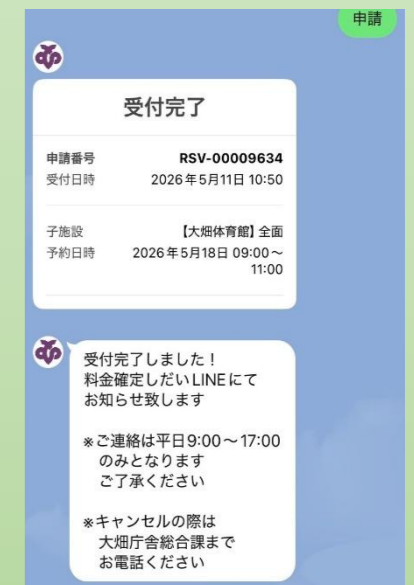 申請
受付完了
申請番号 RSV-00009634
受付日時 2026年5月11日 10:50
子施設 【大畑体育館】全面
予約日時 2026年5月18日 09:00～
11:00
受付完了しました！
料金確定しだいLINEにて
お知らせ致します
※ご連絡は平日9:00～17:00
のみとなります
ご了承ください
※キャンセルの際は
大畑庁舎総合課まで
お電話ください